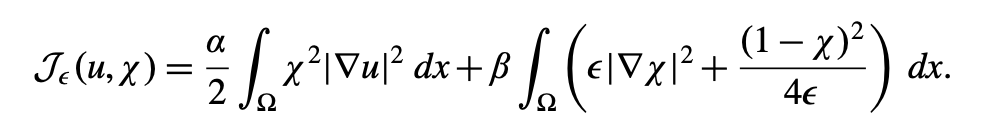 𝒥_ϵ(u, χ) = α/2 ∫_Ω χ²|∇u|² dx + β ∫_Ω (ϵ|∇χ|² + (1 − χ)²/4ϵ) dx.